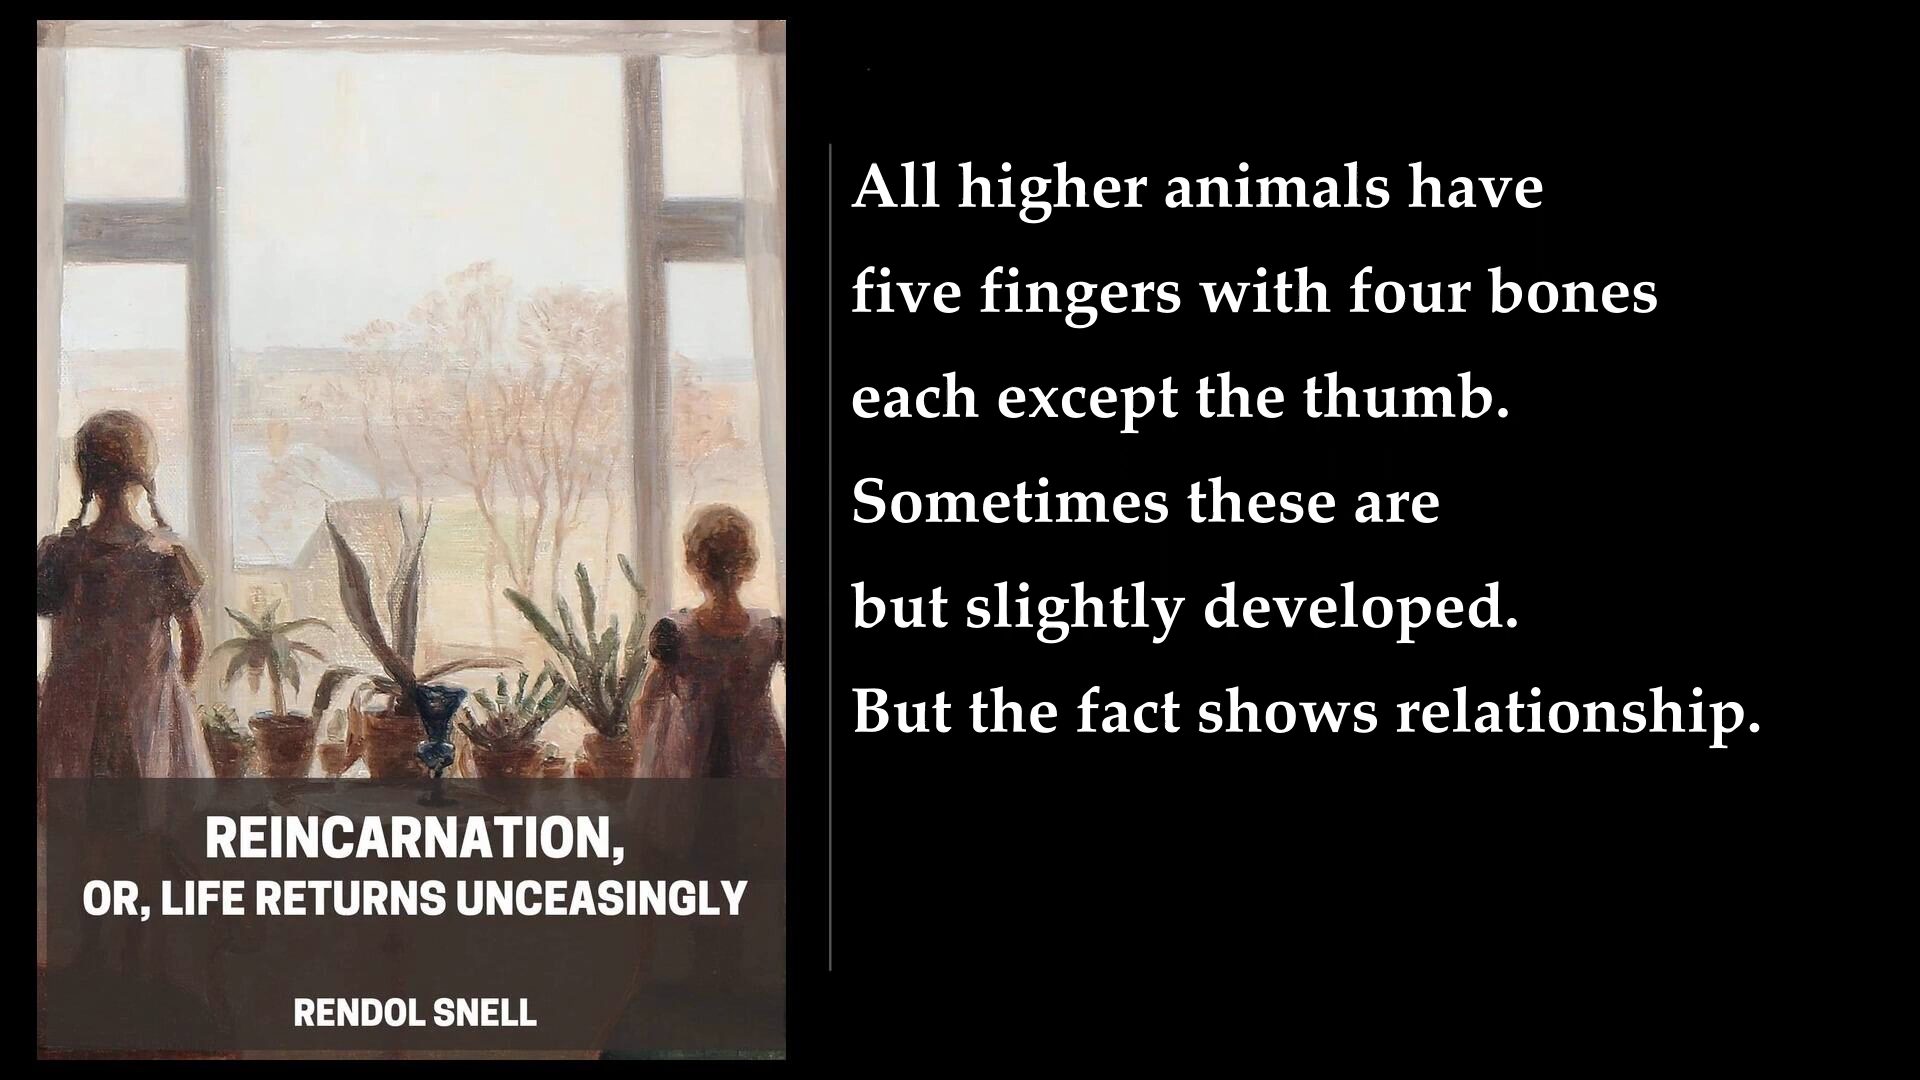 REINCARNATION,
OR, LIFE RETURNS UNCEASINGLY
RENDOL SNELL
All higher animals have
five fingers with four bones
each except the thumb.
Sometimes these are
but slightly developed.
But the fact shows relationship.